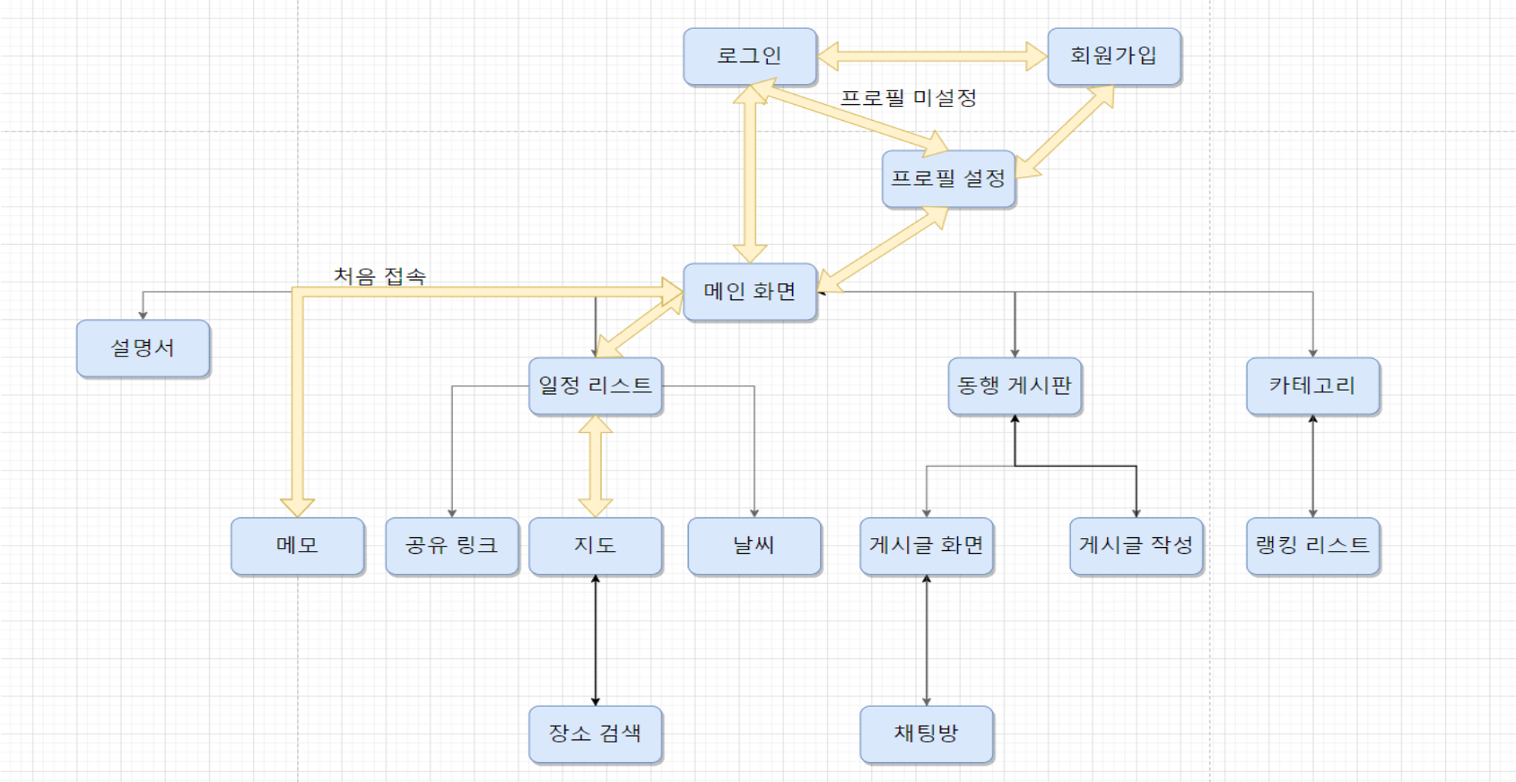 로그인
회원가입
프로필 미설정
프로필 설정
처음 접속
메인 화면
설명서
일정 리스트
동행 게시판
카테고리
메모
공유 링크
지도
날씨
게시글 화면
게시글 작성
랭킹 리스트
장소 검색
채팅방